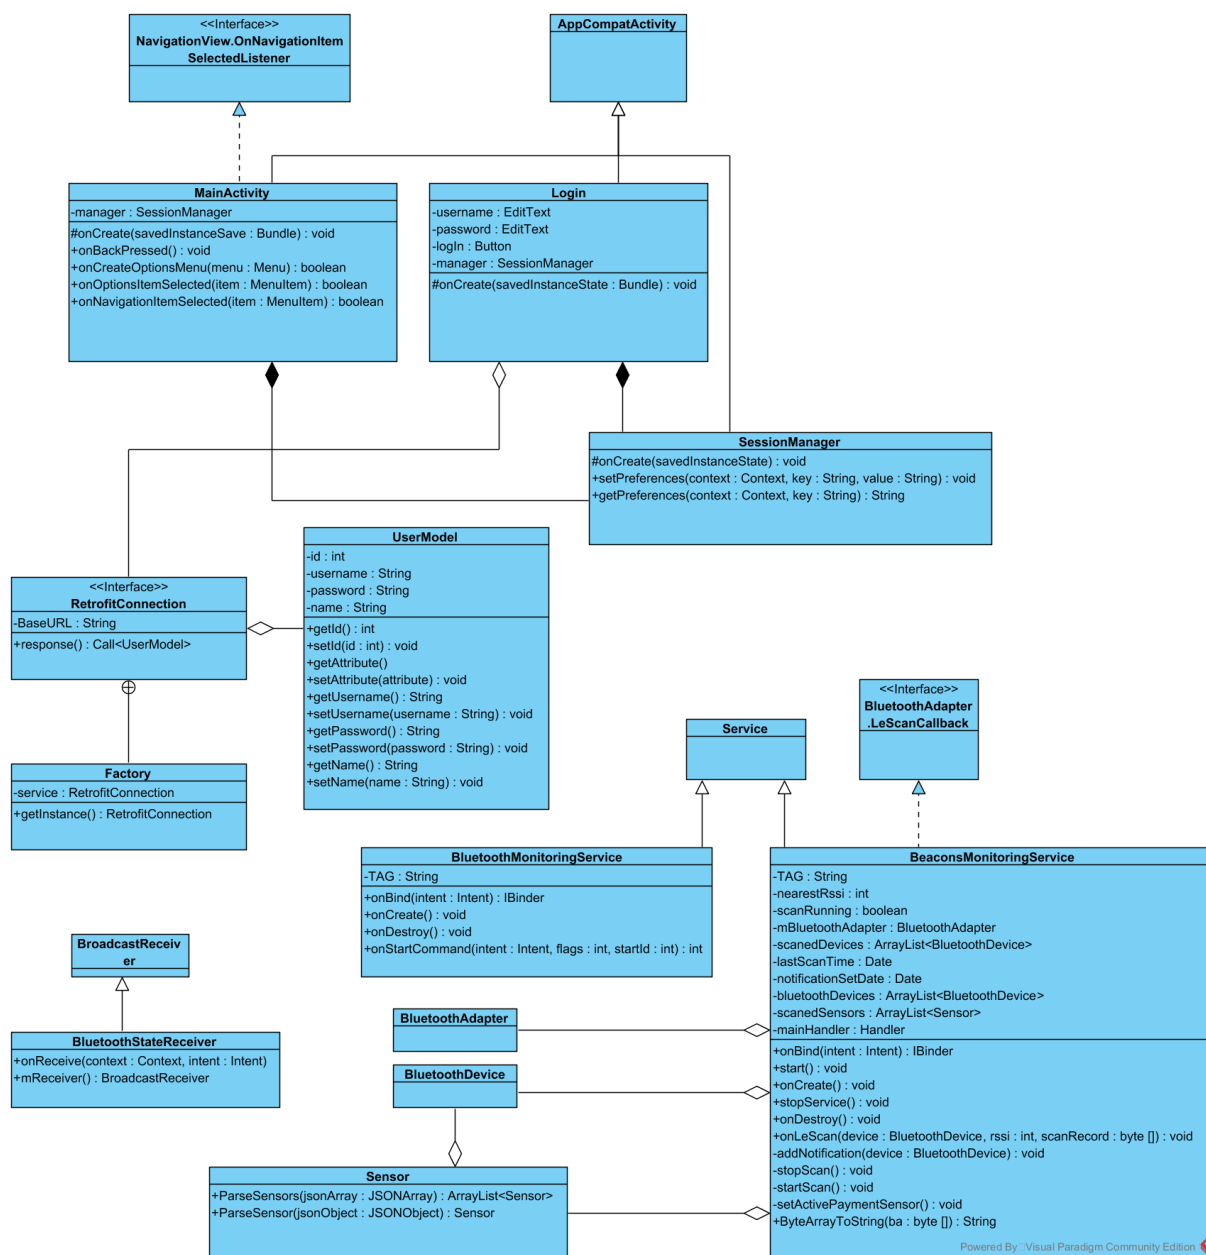 <<Interface>>
NavigationView.OnNavigationItem
SelectedListener
AppCompatActivity
MainActivity
-manager : SessionManager
#onCreate(savedInstanceSave : Bundle) : void
+onBackPressed() : void
+onCreateOptionsMenu(menu : Menu) : boolean
+onOptionsItemSelected(item : MenuItem) : boolean
+onNavigationItemSelected(item : MenuItem) : boolean
Login
-username : EditText
-password : EditText
-logIn : Button
-manager : SessionManager
#onCreate(savedInstanceState : Bundle) : void
SessionManager
#onCreate(savedInstanceState) : void
+setPreferences(context : Context, key : String, value : String) : void
+getPreferences(context : Context, key : String) : String
UserModel
-id : int
-username : String
-password : String
-name : String
+getId() : int
+setId(id : int) : void
+getAttribute()
+setAttribute(attribute) : void
+getUsername() : String
+setUsername(username : String) : void
+getPassword() : String
+setPassword(password : String) : void
+getName() : String
+setName(name : String) : void
<<Interface>>
RetrofitConnection
-BaseURL : String
+response() : Call<UserModel>
Factory
-service : RetrofitConnection
+getInstance() : RetrofitConnection
<<Interface>>
BluetoothAdapter
.LeScanCallback
Service
BluetoothMonitoringService
-TAG : String
+onBind(intent : Intent) : IBinder
+onCreate() : void
+onDestroy() : void
+onStartCommand(intent : Intent, flags : int, startId : int) : int
BeaconsMonitoringService
-TAG : String
-nearestRssi : int
-scanRunning : boolean
-mBluetoothAdapter : BluetoothAdapter
-scanedDevices : ArrayList<BluetoothDevice>
-lastScanTime : Date
-notificationSetDate : Date
-bluetoothDevices : ArrayList<BluetoothDevice>
-scanedSensors : ArrayList<Sensor>
-mainHandler : Handler
+onBind(intent : Intent) : IBinder
+start() : void
+onCreate() : void
+stopService() : void
+onDestroy() : void
+onLeScan(device : BluetoothDevice, rssi : int, scanRecord : byte []) : void
-addNotification(device : BluetoothDevice) : void
-stopScan() : void
-startScan() : void
-setActivePaymentSensor() : void
+ByteArrayToString(ba : byte []) : String
BroadcastReceiv
er
BluetoothStateReceiver
+onReceive(context : Context, intent : Intent)
+mReceiver() : BroadcastReceiver
BluetoothAdapter
BluetoothDevice
Sensor
+ParseSensors(jsonArray : JSONArray) : ArrayList<Sensor>
+ParseSensor(jsonObject : JSONObject) : Sensor
Powered By Visual Paradigm Community Edition